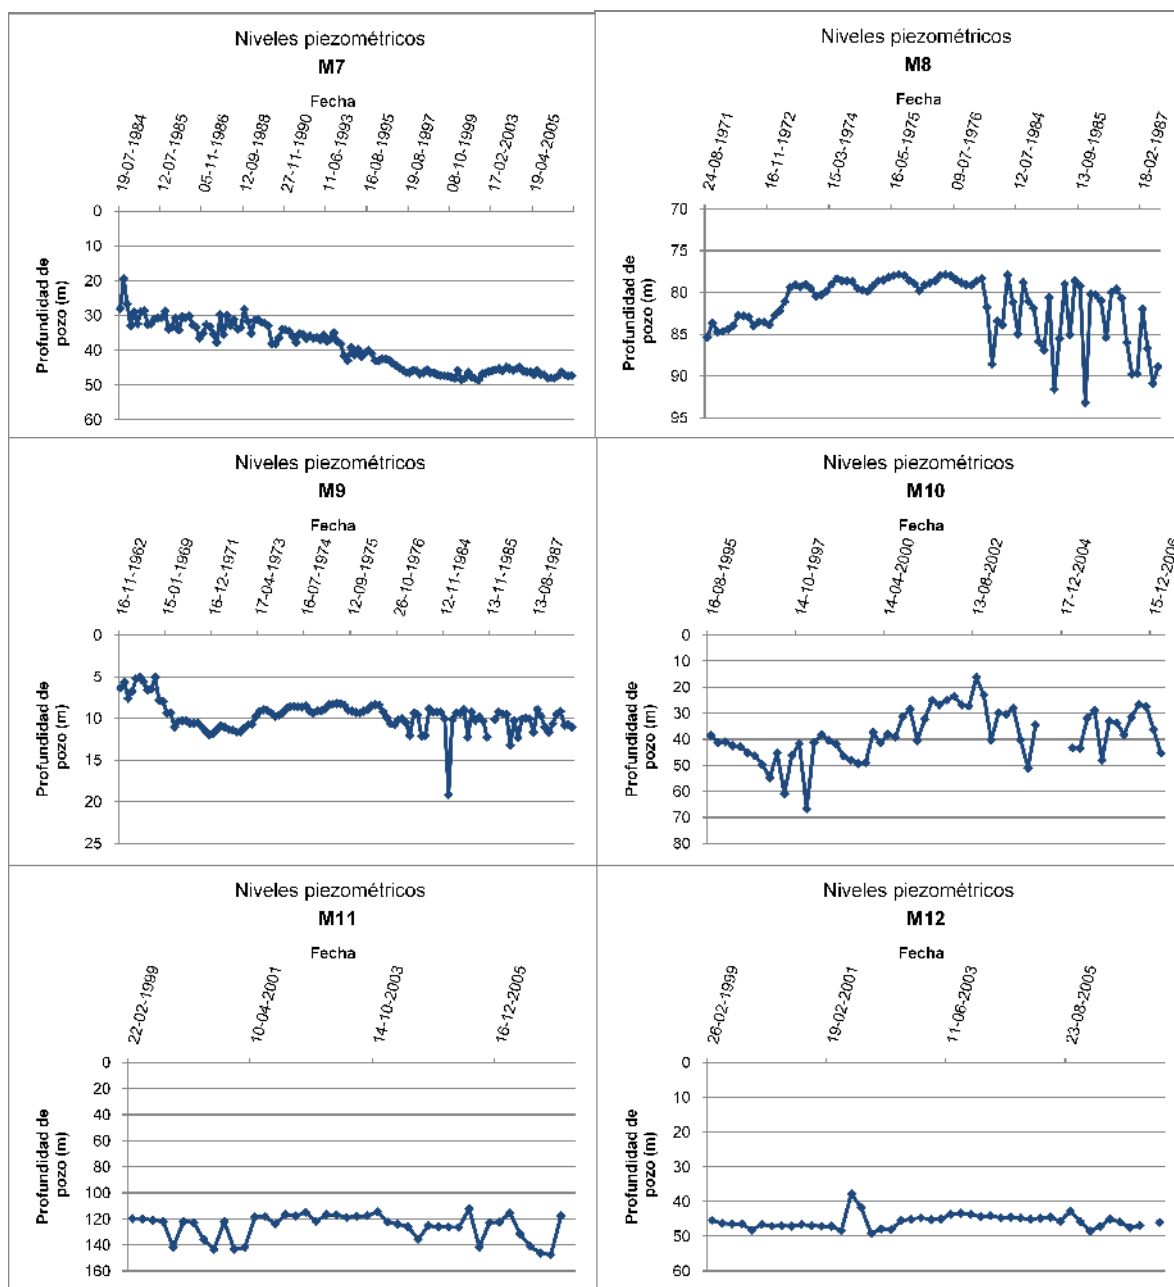 Niveles piezométricos
M7
Fecha
19-07-1984
12-07-1985
05-11-1986
12-09-1988
27-11-1990
11-06-1993
16-08-1995
19-08-1997
08-10-1999
17-02-2003
19-04-2005
Profundidad de
pozo (m)
0
10
20
30
40
50
60
Niveles piezométricos
M8
Fecha
24-08-1971
16-11-1972
15-03-1974
16-05-1975
09-07-1976
12-07-1984
13-09-1985
18-02-1987
Profundidad de
pozo (m)
70
75
80
85
90
95
Niveles piezométricos
M9
Fecha
16-11-1962
15-01-1969
16-12-1971
17-04-1973
16-07-1974
12-09-1975
26-10-1976
12-11-1984
13-11-1985
13-08-1987
Profundidad de
pozo (m)
0
5
10
15
20
25
Niveles piezométricos
M10
Fecha
16-08-1995
14-10-1997
14-04-2000
13-08-2002
17-12-2004
15-12-2006
Profundidad de
pozo (m)
0
10
20
30
40
50
60
70
80
Niveles piezométricos
M11
Fecha
22-02-1999
10-04-2001
14-10-2003
16-12-2005
Profundidad de
pozo (m)
0
20
40
60
80
100
120
140
160
Niveles piezométricos
M12
Fecha
26-02-1999
19-02-2001
11-06-2003
23-08-2005
Profundidad de
pozo (m)
0
10
20
30
40
50
60